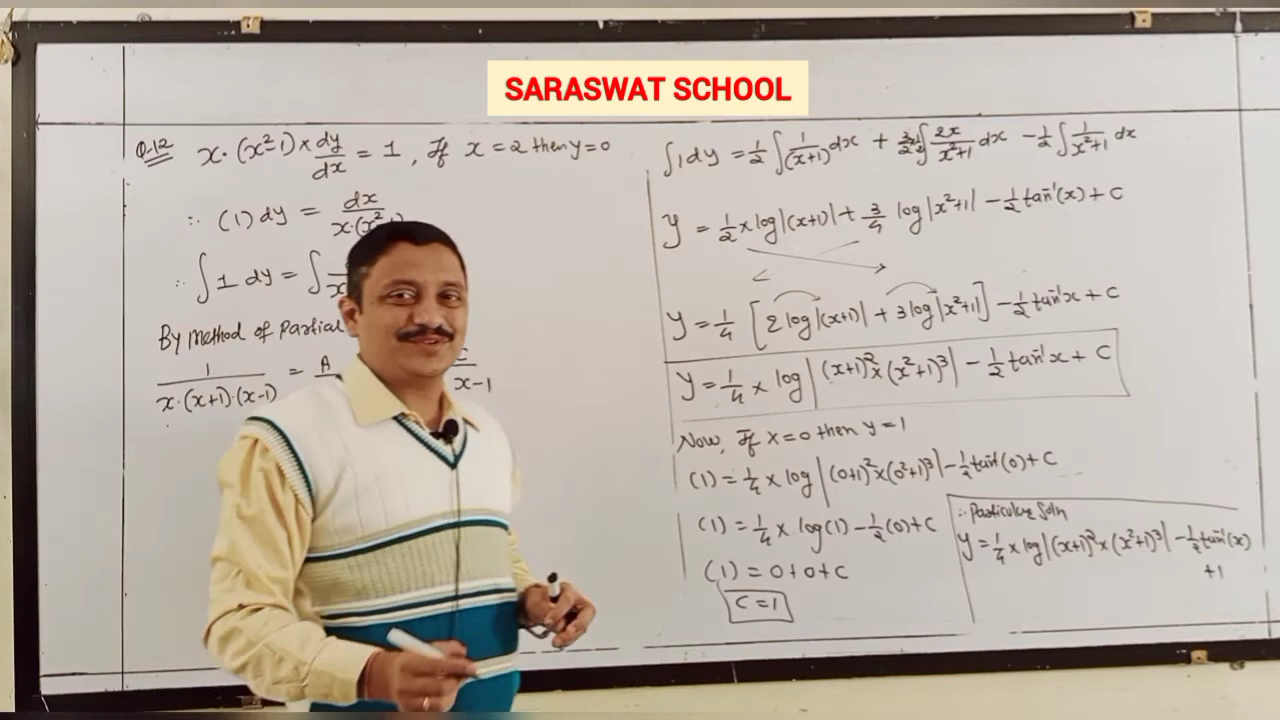 SARASWAT SCHOOL
Q-12 x·(x²-1)×dy/dx = 1, If x=2 then y=0
∴ (1) dy = dx/x·(x²-1)
∴ ∫1 dy = ∫
By Method of Partial
1/x·(x+1)·(x-1) = A C/x-1
∫1 dy = 1/2 ∫ 1/(x+1) dx + ∫ 2x/x²+1 dx - 1/2 ∫ 1/x²+1 dx
y = 1/2 × log|(x+1)| + 3/4 log|x²+1| - 1/2 tan⁻¹(x) + C
y = 1/4 [2 log|(x+1)| + 3 log|x²+1|] - 1/2 tan⁻¹x + C
y = 1/4 × log|(x+1)² × (x²+1)³| - 1/2 tan⁻¹x + C
Now, If x=0 then y=1
(1) = 1/4 × log|(0+1)² × (0²+1)³| - 1/2 tan⁻¹(0) + C
(1) = 1/4 × log(1) - 1/2(0) + C
(1) = 0+0+C
C=1
∴ Particular Soln
y = 1/4 × log|(x+1)² × (x²+1)³| - 1/2 tan⁻¹(x)
+1